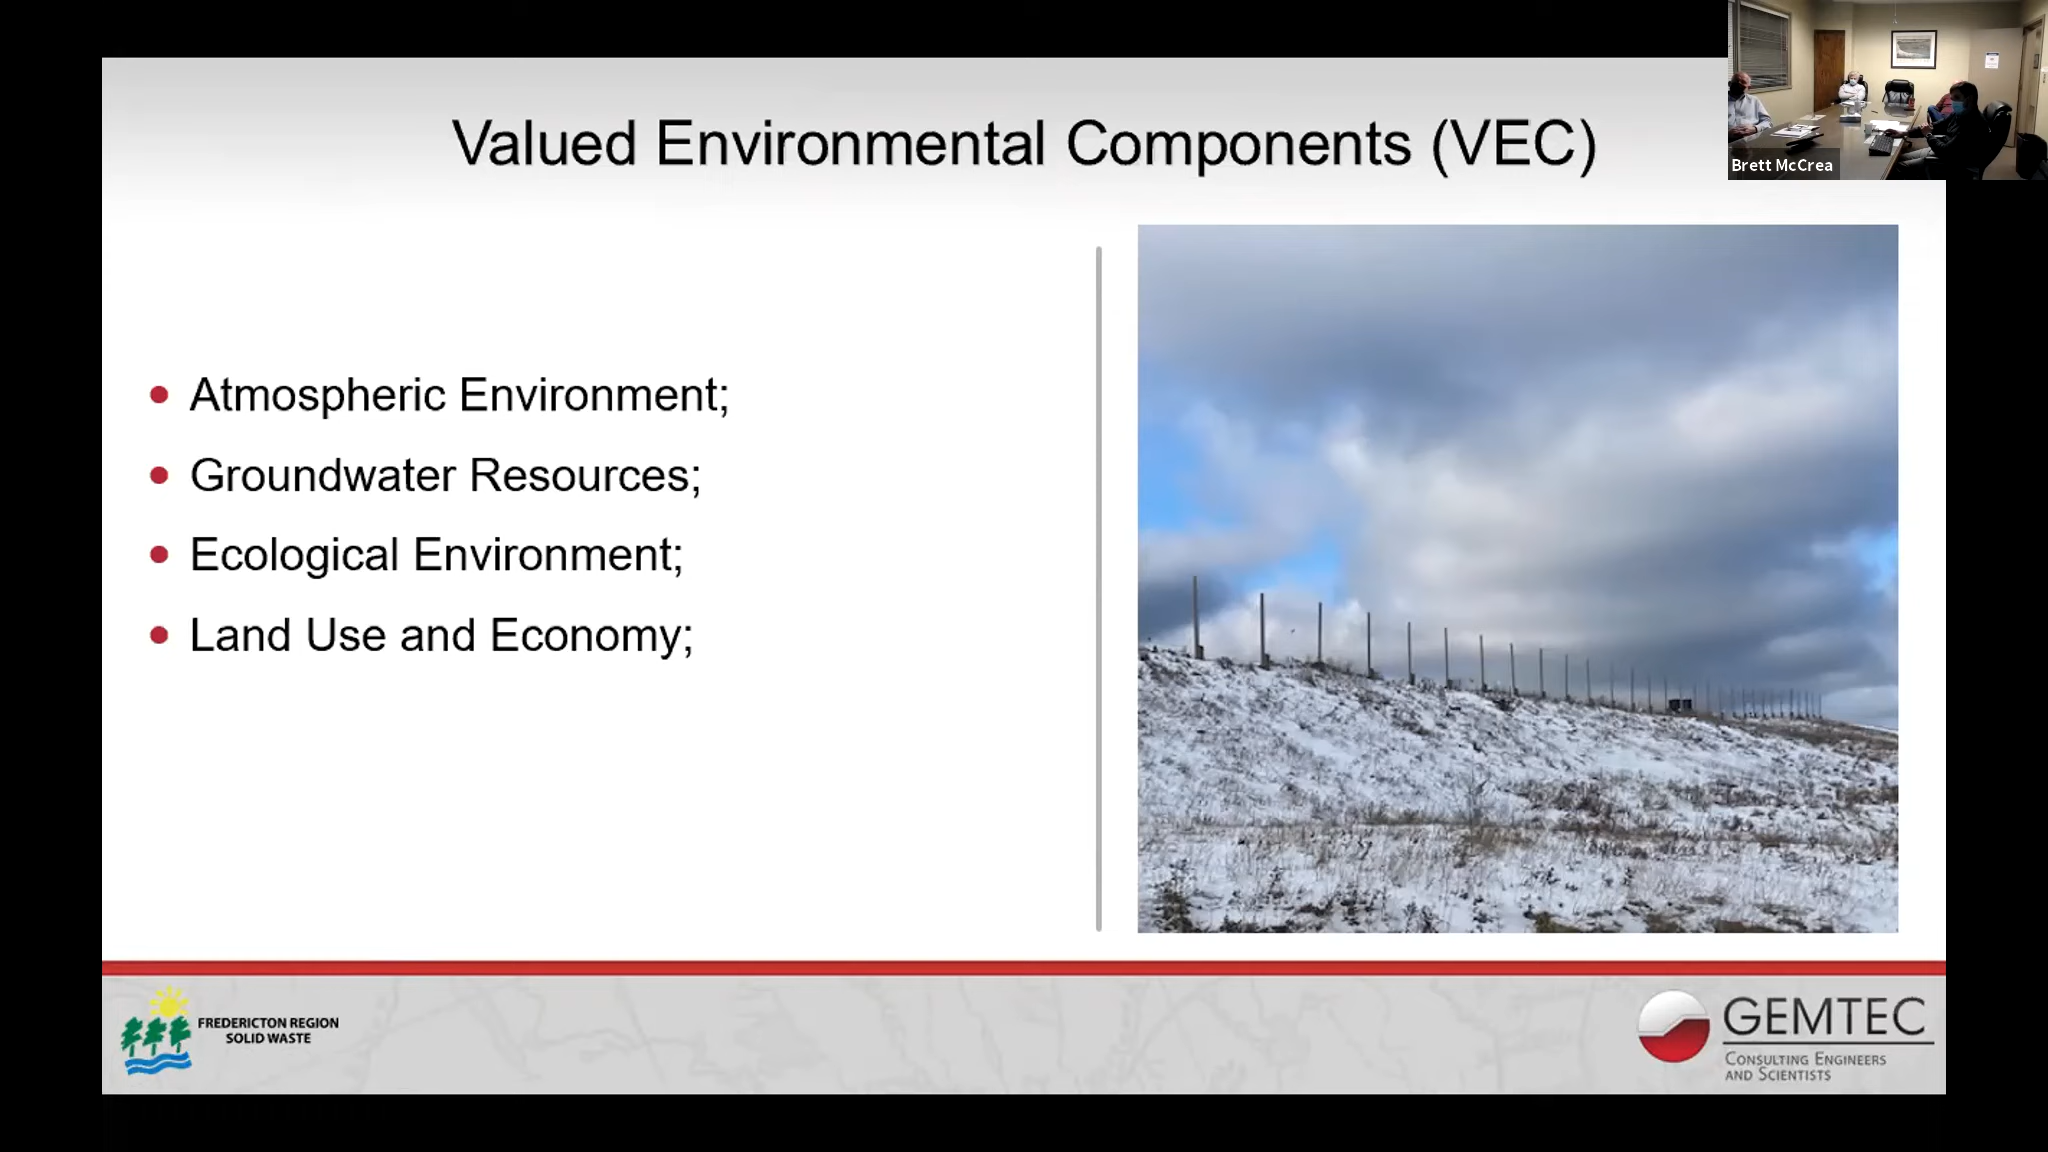 Valued Environmental Components (VEC)
Brett McCrea
Atmospheric Environment;
Groundwater Resources;
Ecological Environment;
Land Use and Economy;
FREDERICTON REGION
SOLID WASTE
GEMTEC
CONSULTING ENGINEERS
AND SCIENTISTS